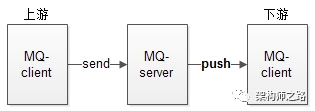 上游
下游
MQ-
client
send
MQ-
server
push
MQ-
client
架构师之路